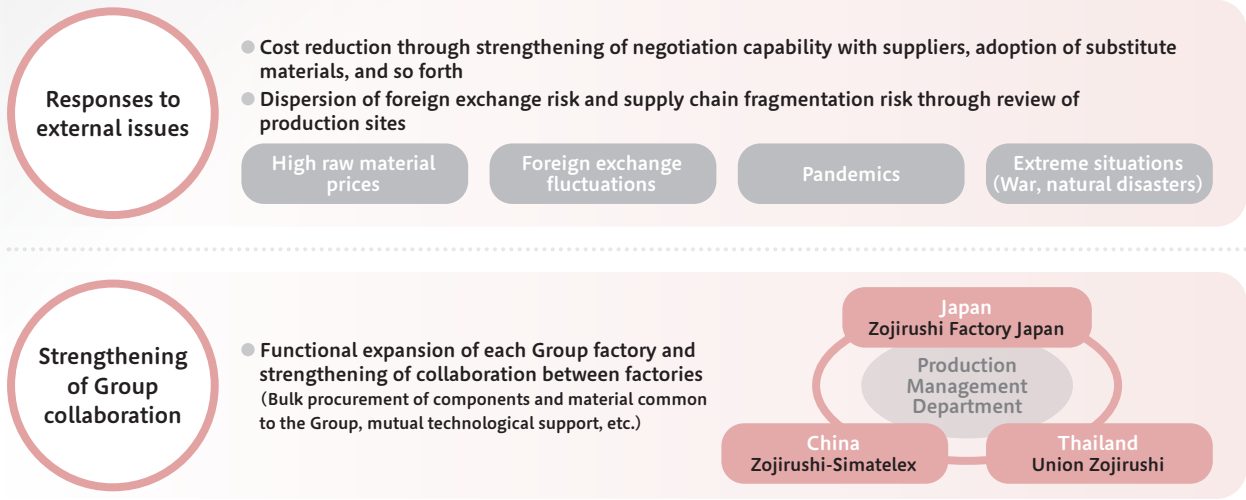 Responses to
external issues
Cost reduction through strengthening of negotiation capability with suppliers, adoption of substitute
materials, and so forth
Dispersion of foreign exchange risk and supply chain fragmentation risk through review of
production sites
High raw material
prices
Foreign exchange
fluctuations
Pandemics
Extreme situations
(War, natural disasters)
Strengthening
of Group
collaboration
Functional expansion of each Group factory and
strengthening of collaboration between factories
(Bulk procurement of components and material common
to the Group, mutual technological support, etc.)
Japan
Zojirushi Factory Japan
Production
Management
Department
China
Zojirushi-Simatelex
Thailand
Union Zojirushi